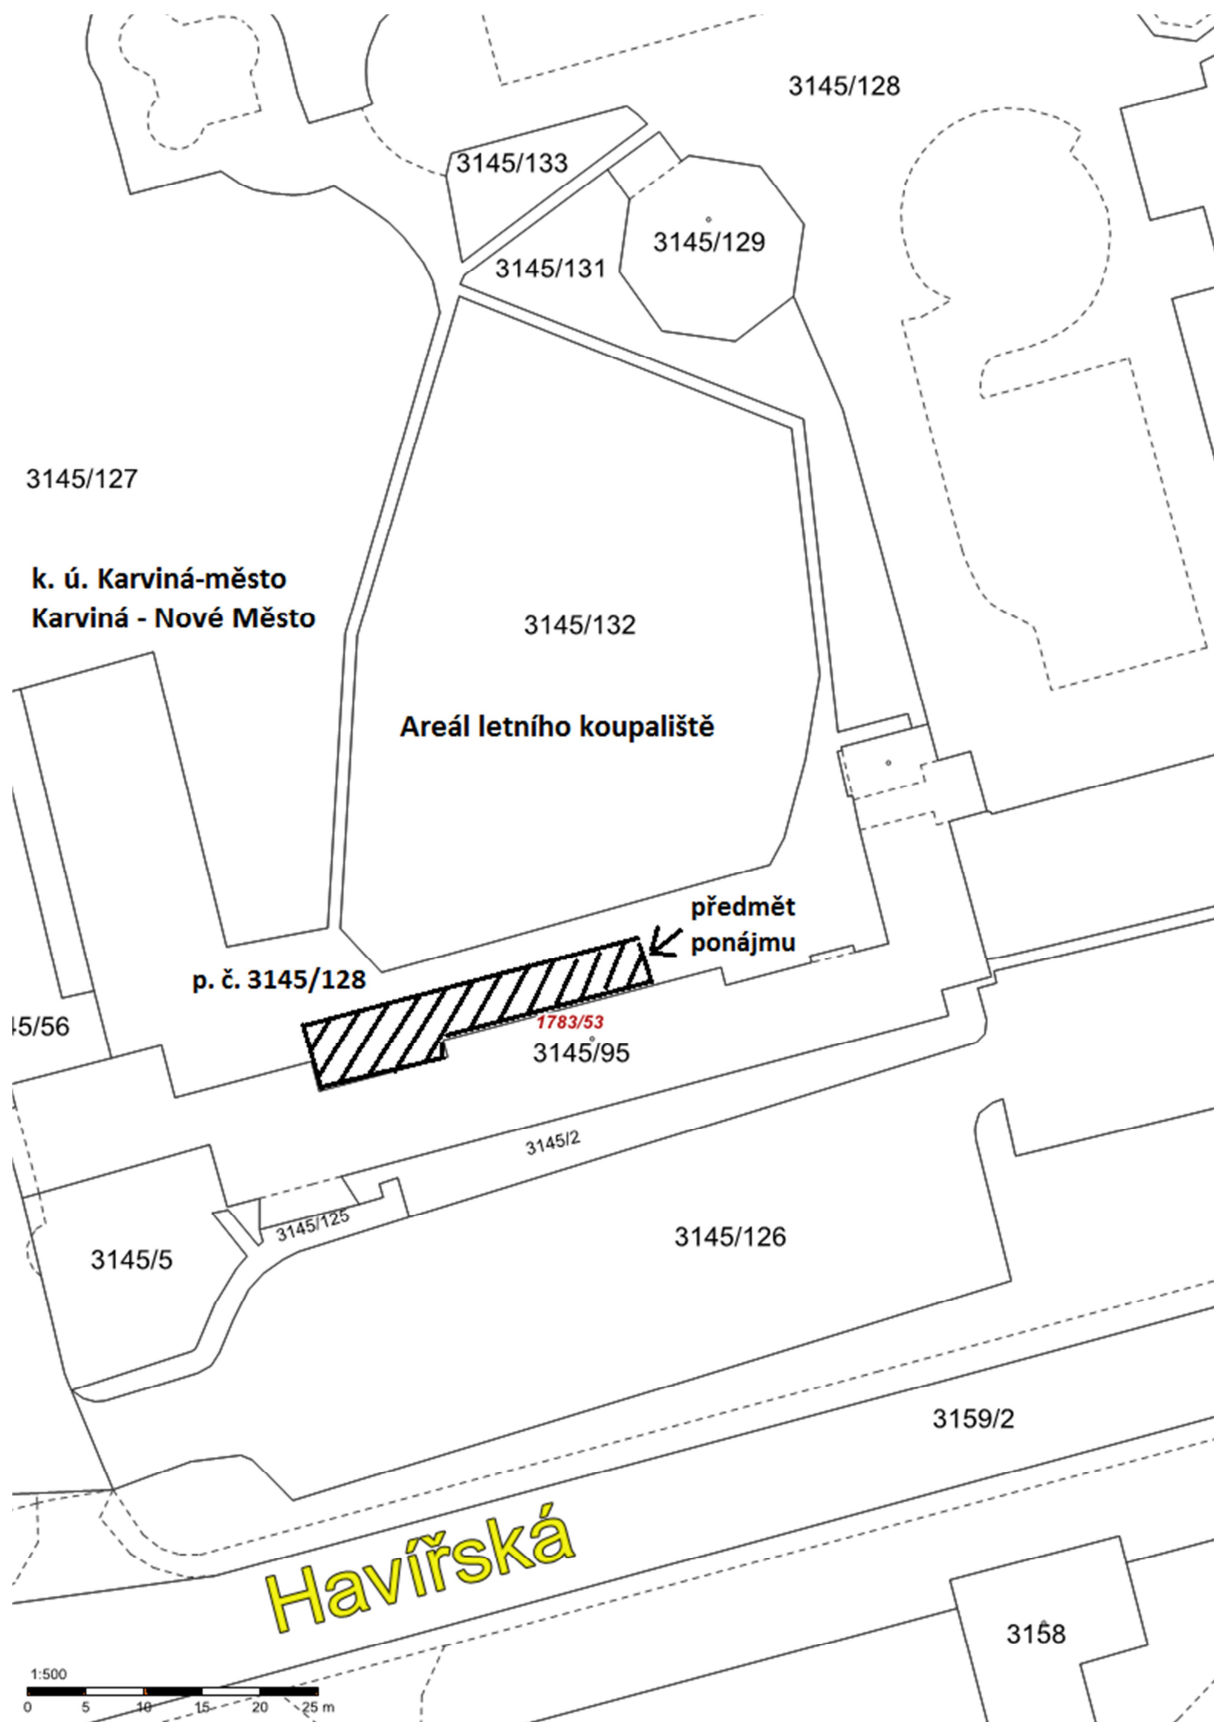 3145/128
3145/133
3145/129
3145/131
3145/127
k. ú. Karviná-město
Karviná - Nové Město
3145/132
Areál letního koupaliště
předmět
ponájmu
p. č. 3145/128
1783/53
45/56
3145/95
3145/2
3145/125
3145/126
3145/5
3159/2
Havířská
3158
1:500
0 5 10 15 20 25 m